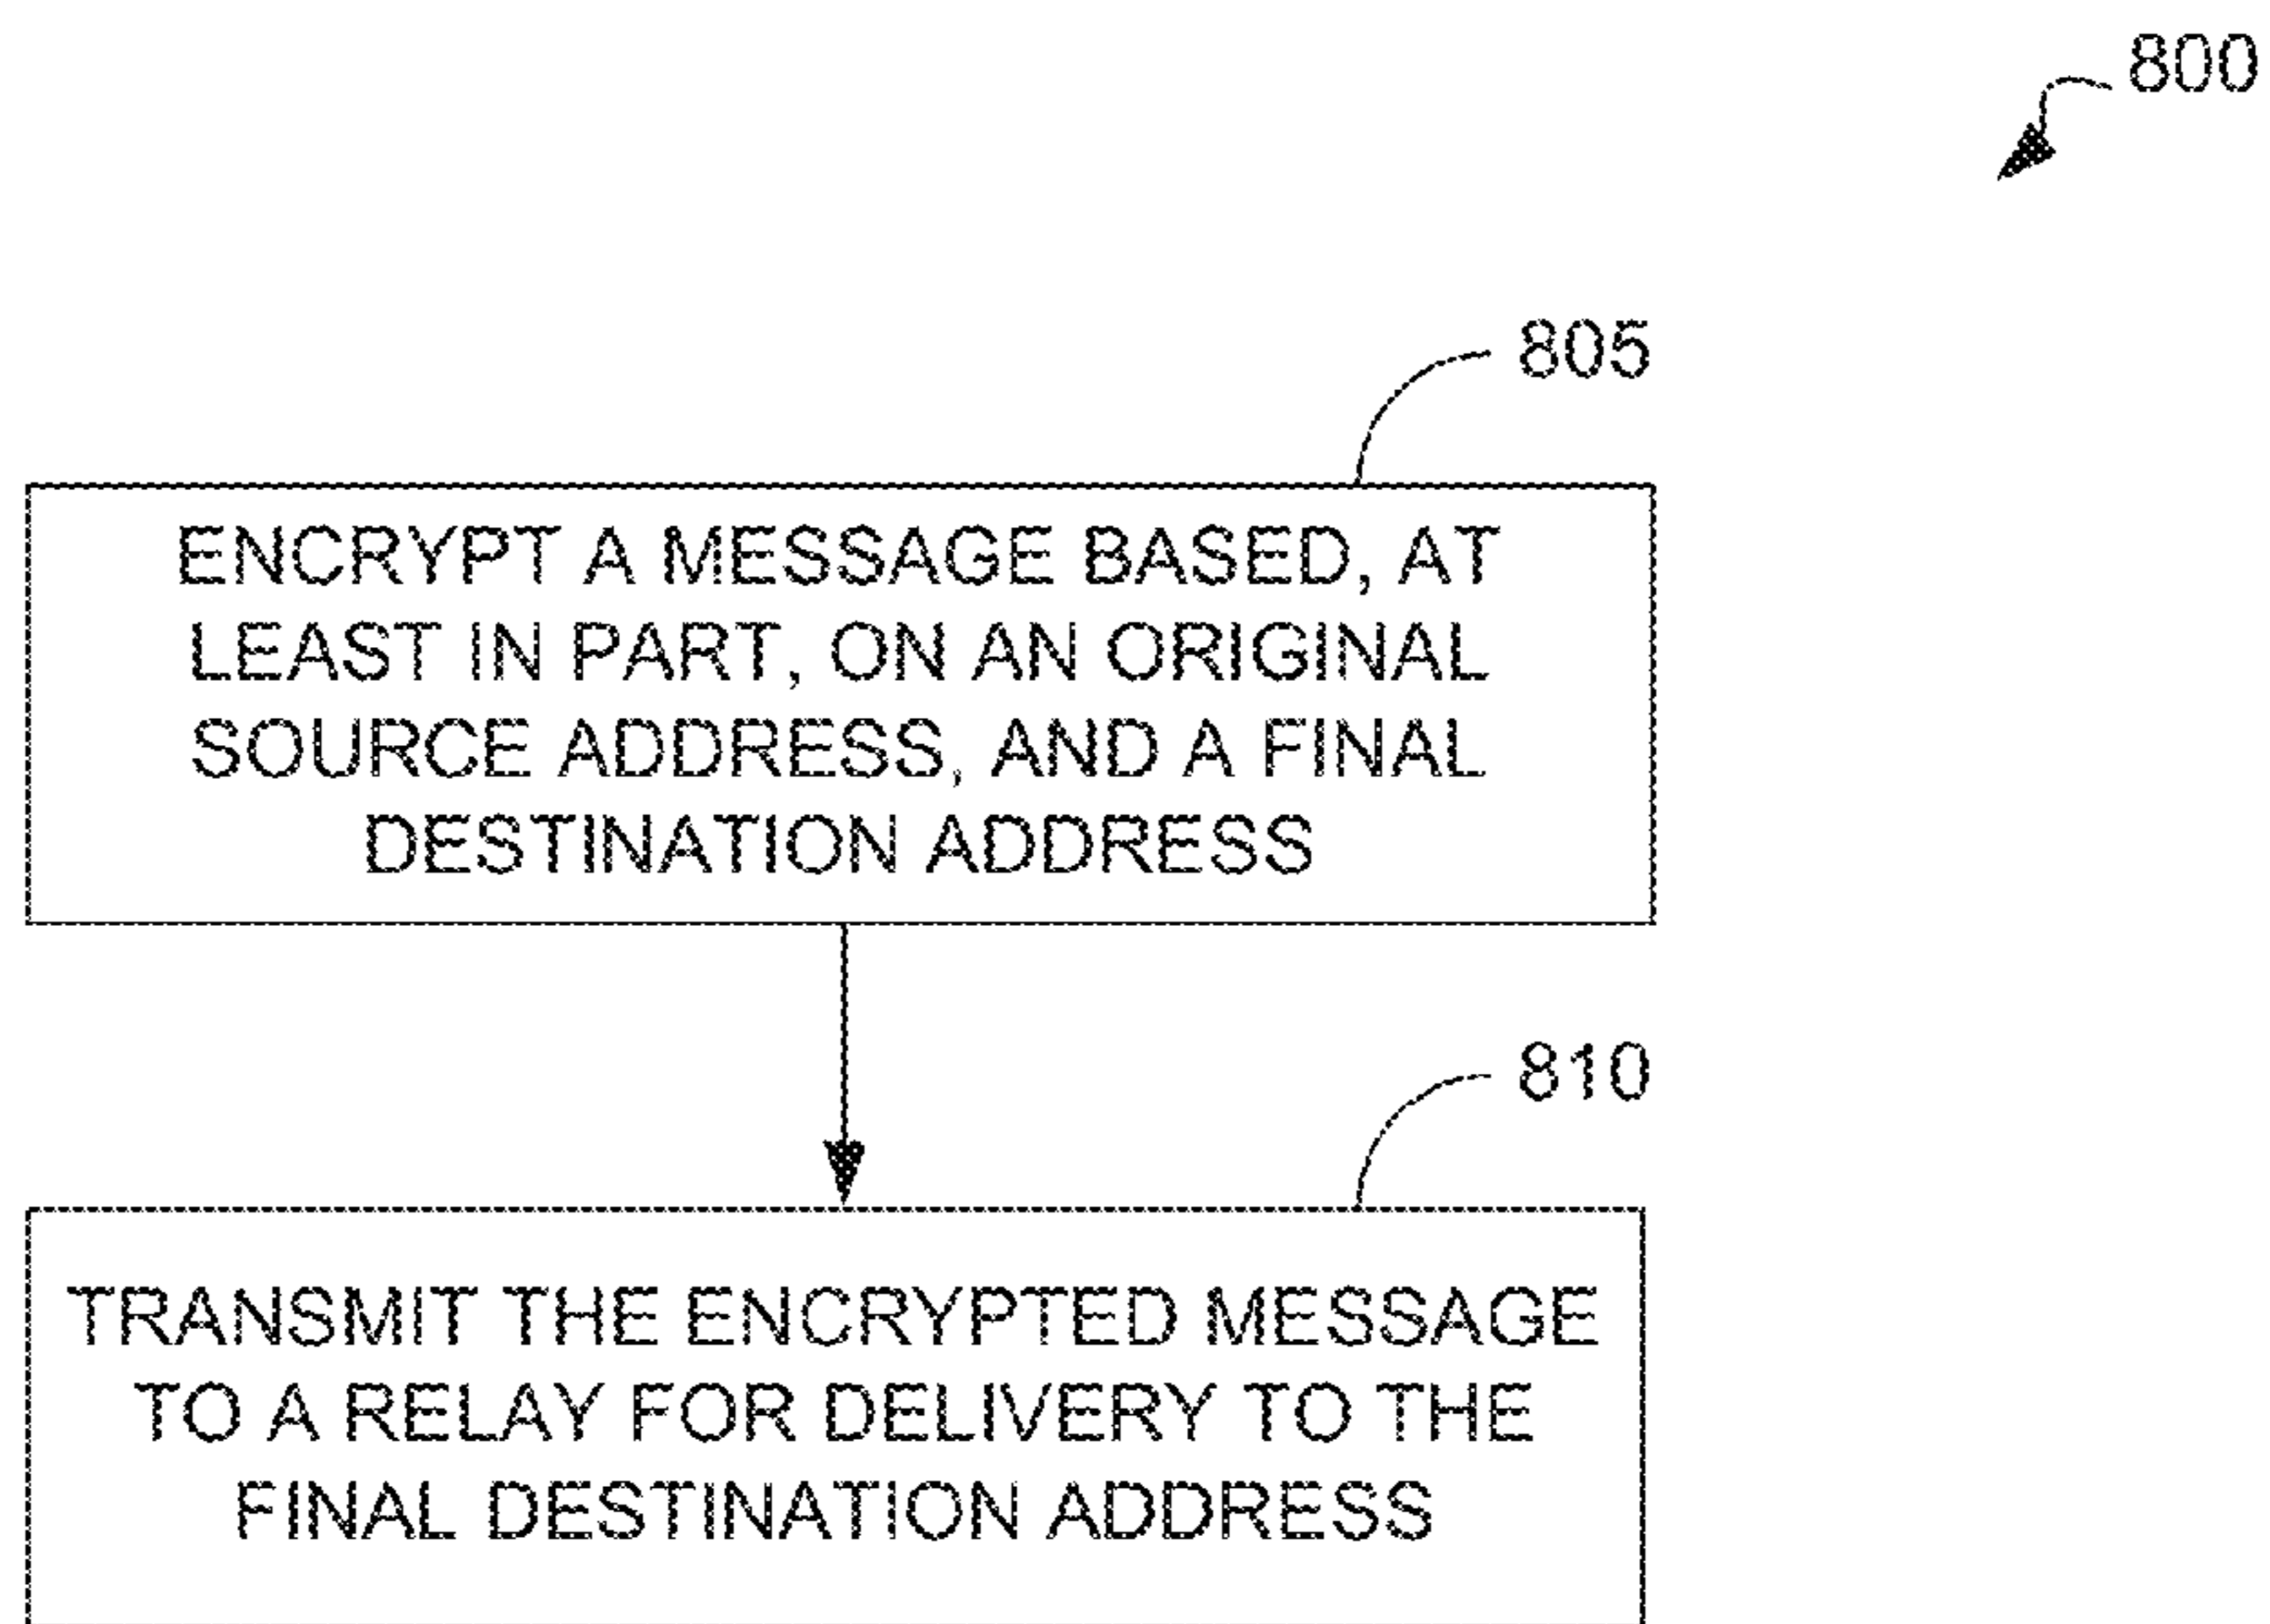 800
805
ENCRYPT A MESSAGE BASED, AT
LEAST IN PART, ON AN ORIGINAL
SOURCE ADDRESS, AND A FINAL
DESTINATION ADDRESS
810
TRANSMIT THE ENCRYPTED MESSAGE
TO A RELAY FOR DELIVERY TO THE
FINAL DESTINATION ADDRESS